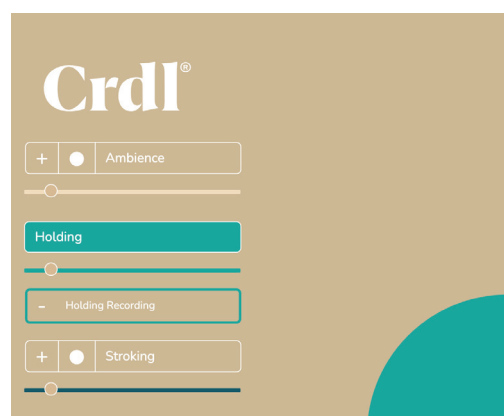 Crdl®
+ Ambience
Holding
- Holding Recording
+ Stroking